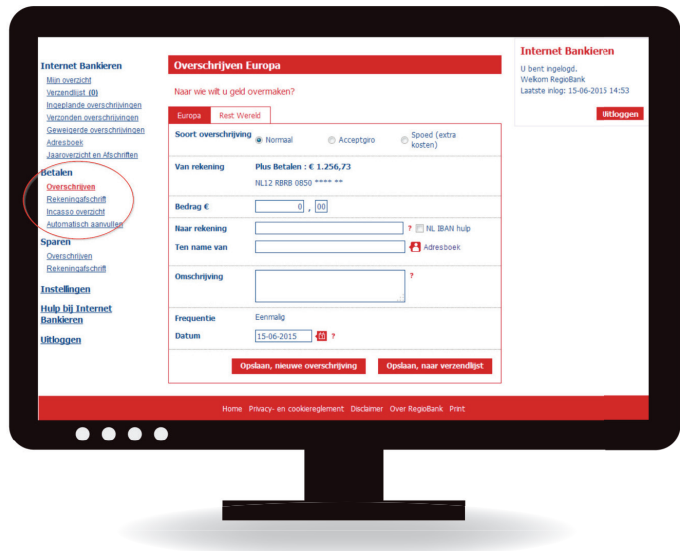 Internet Bankieren
Mijn overzicht
Verzendlijst (0)
Ingeplande overschrijvingen
Verzonden overschrijvingen
Geweigerde overschrijvingen
Adresboek
Jaaroverzicht en Afschriften
Betalen
Overschrijven
Rekeningafschrift
Incasso overzicht
Automatisch aanvullen
Sparen
Overschrijven
Rekeningafschrift
Instellingen
Hulp bij Internet
Bankieren
Uitloggen
Overschrijven Europa
Naar wie wilt u geld overmaken?
Europa Rest Wereld
Soort overschrijving Normaal Acceptgiro Spoed (extra
kosten)
Van rekening Plus Betalen : € 1.256,73
NL12 RBRB 0850 **** **
Bedrag € 0 , 00
Naar rekening ? NL IBAN hulp
Ten name van Adresboek
Omschrijving ?
Frequentie Eenmalig
Datum 15-06-2015 ?
Opslaan, nieuwe overschrijving Opslaan, naar verzendlijst
Internet Bankieren
U bent ingelogd.
Welkom RegioBank
Laatste inlog: 15-06-2015 14:53
Uitloggen
Home Privacy- en cookiereglement Disclaimer Over RegioBank Print